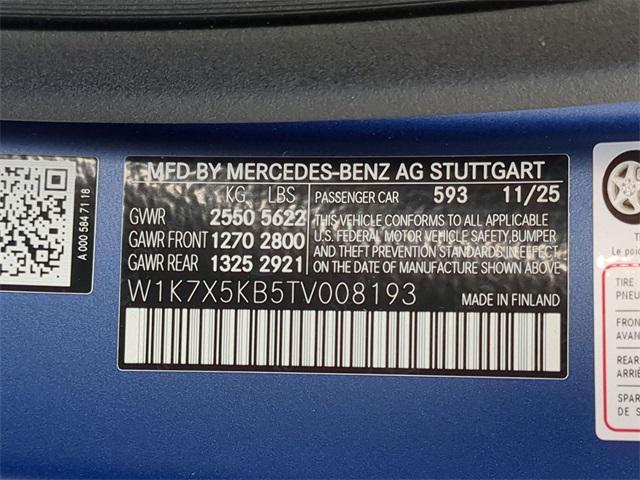 MFD BY MERCEDES-BENZ AG STUTTGART
KG LBS
PASSENGER CAR 593 11/25
GVWR 2550 5622
GAWR FRONT 1270 2800
GAWR REAR 1325 2921
THIS VEHICLE CONFORMS TO ALL APPLICABLE
U.S. FEDERAL MOTOR VEHICLE SAFETY, BUMPER
AND THEFT PREVENTION STANDARDS IN EFFECT
ON THE DATE OF MANUFACTURE SHOWN ABOVE
W1K7X5KB5TV008193 MADE IN FINLAND
A 000 584 71 18
Le poi
TIRE
PNEU
FRON
AVAN
REAR
ARRIÈ
SPAR
DE S